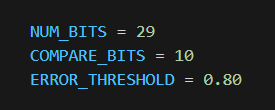 NUM_BITS = 29
COMPARE_BITS = 10
ERROR_THRESHOLD = 0.80